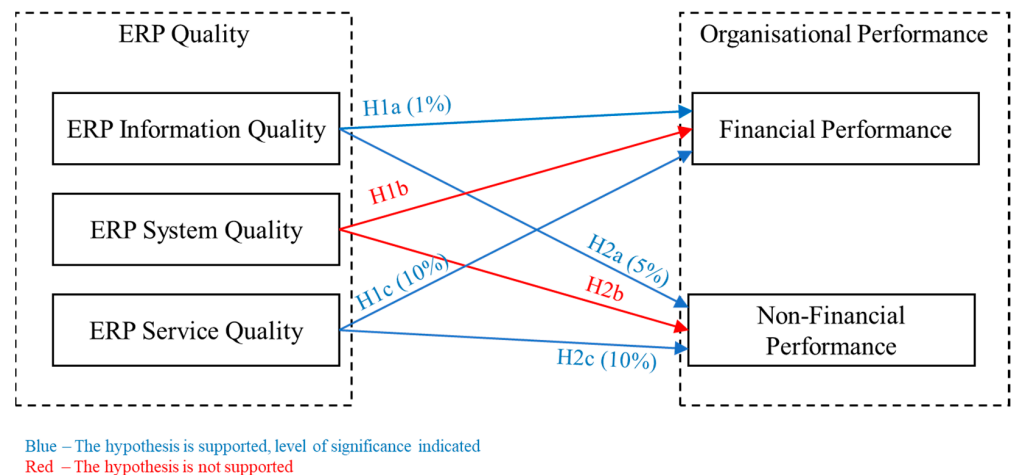 ERP Quality
Organisational Performance
ERP Information Quality
H1a (1%)
Financial Performance
H1b
ERP System Quality
H2a (5%)
H1c (10%)
H2b
ERP Service Quality
Non-Financial
Performance
H2c (10%)
Blue – The hypothesis is supported, level of significance indicated
Red – The hypothesis is not supported